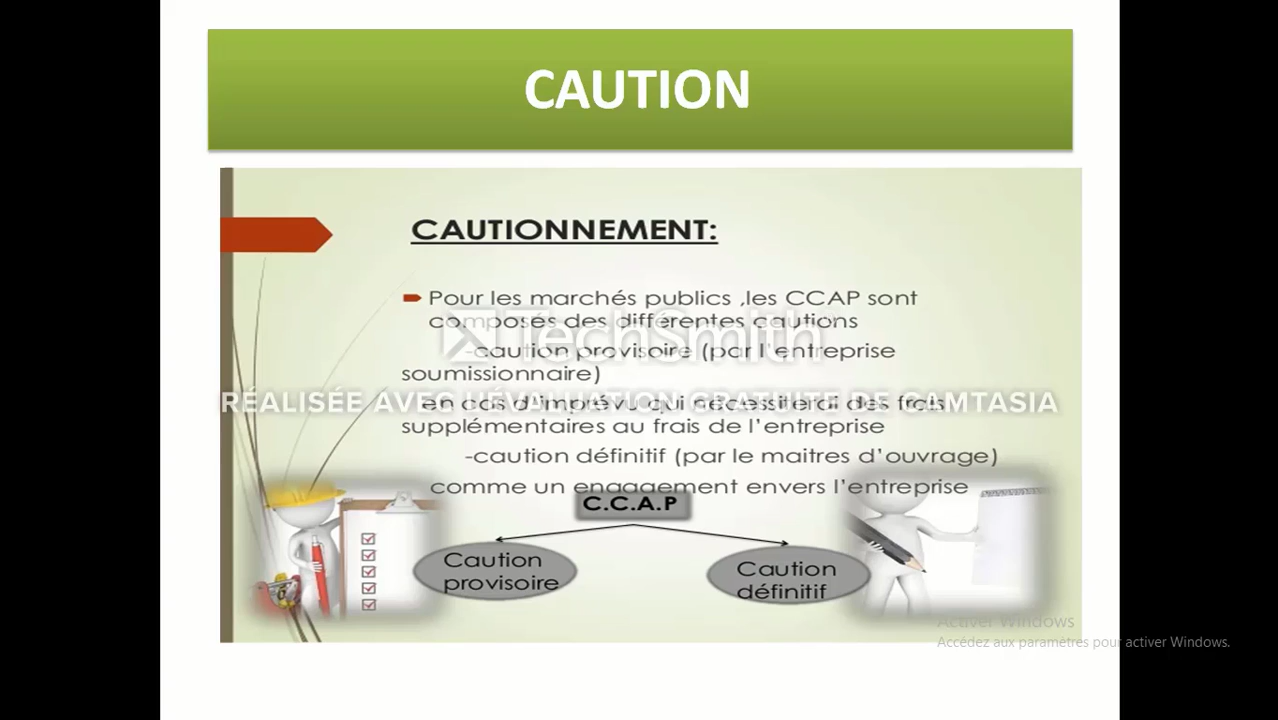 CAUTION
CAUTIONNEMENT:
Pour les marchés publics ,les CCAP sont
composés des différentes cautions
TechSmith
-caution provisoire (par l'entreprise
soumissionnaire)
RÉALISÉE AVEC L'ÉVALUATION GRATUITE DE CAMTASIA
en cas d'imprévu qui nécessiterai des frais
supplémentaires au frais de l'entreprise
-caution définitif (par le maitres d'ouvrage)
comme un engagement envers l'entreprise
C.C.A.P
Caution
provisoire
Caution
définitif
Activer Windows
Accédez aux paramètres pour activer Windows.